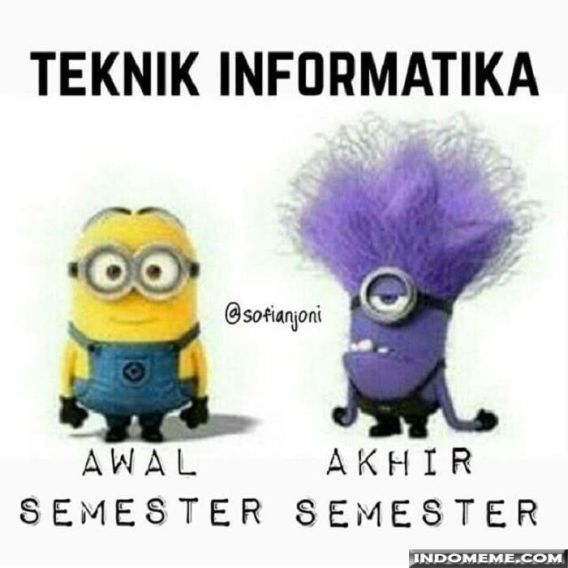 TEKNIK INFORMATIKA
@sofianjoni
AWAL
SEMESTER
AKHIR
SEMESTER
INDOMEME.COM